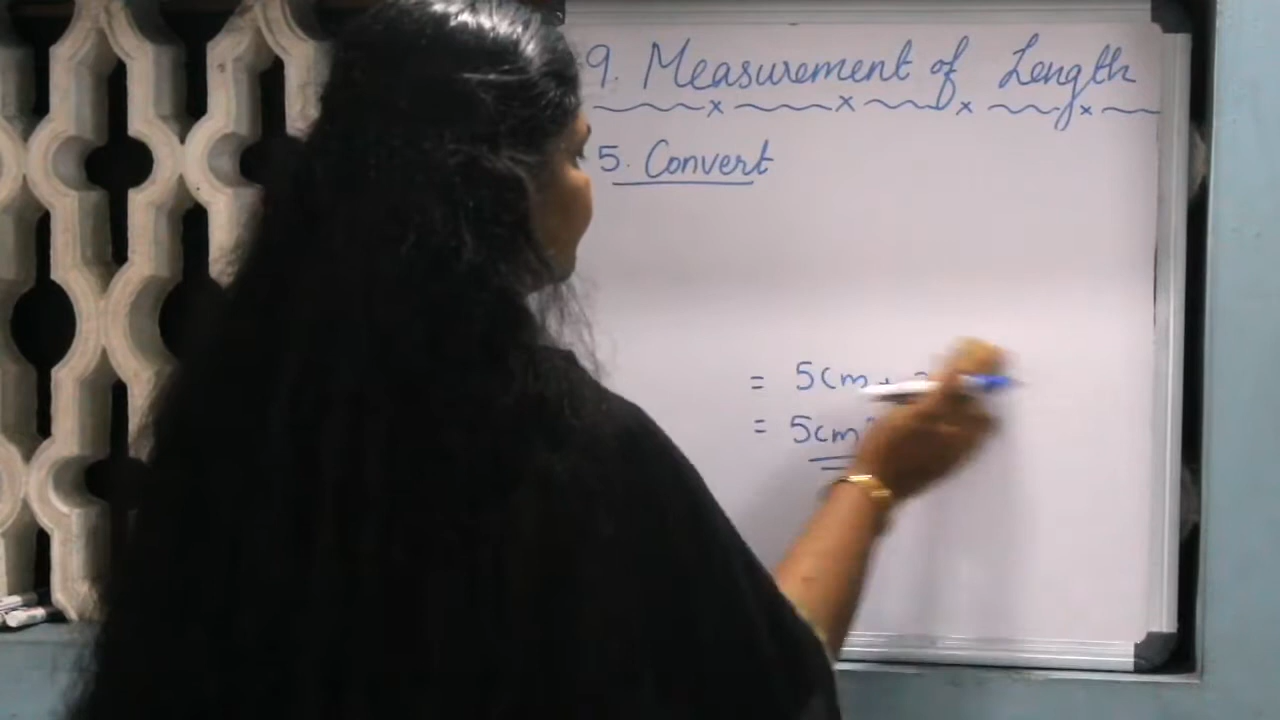 9. Measurement of Length
5. Convert
= 5cm +
= 5cm